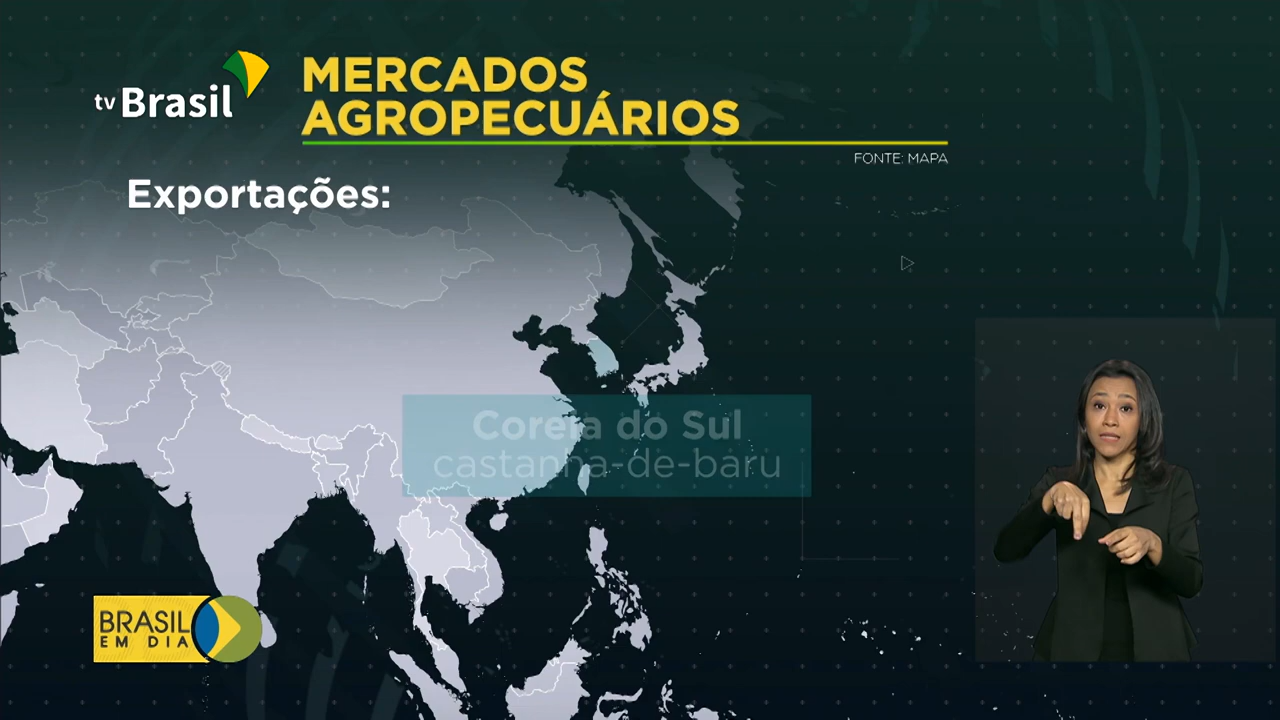 tv Brasil
MERCADOS
AGROPECUÁRIOS
FONTE: MAPA
Exportações:
Coreia do Sul
castanha-de-baru
BRASIL
EM DIA